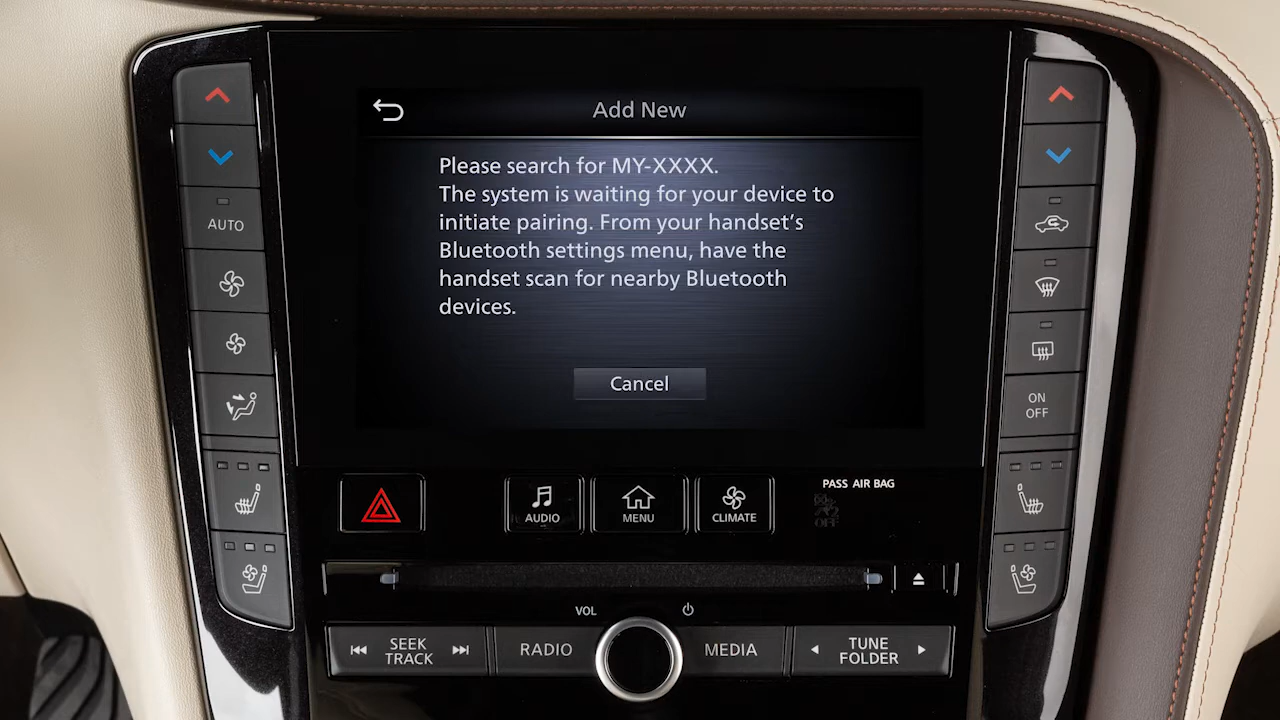 Add New
Please search for MY-XXXX.
The system is waiting for your device to
initiate pairing. From your handset's
Bluetooth settings menu, have the
handset scan for nearby Bluetooth
devices.
Cancel
AUTO
ON
OFF
PASS AIR BAG
OFF
AUDIO
MENU
CLIMATE
VOL
SEEK
TRACK
RADIO
MEDIA
TUNE
FOLDER